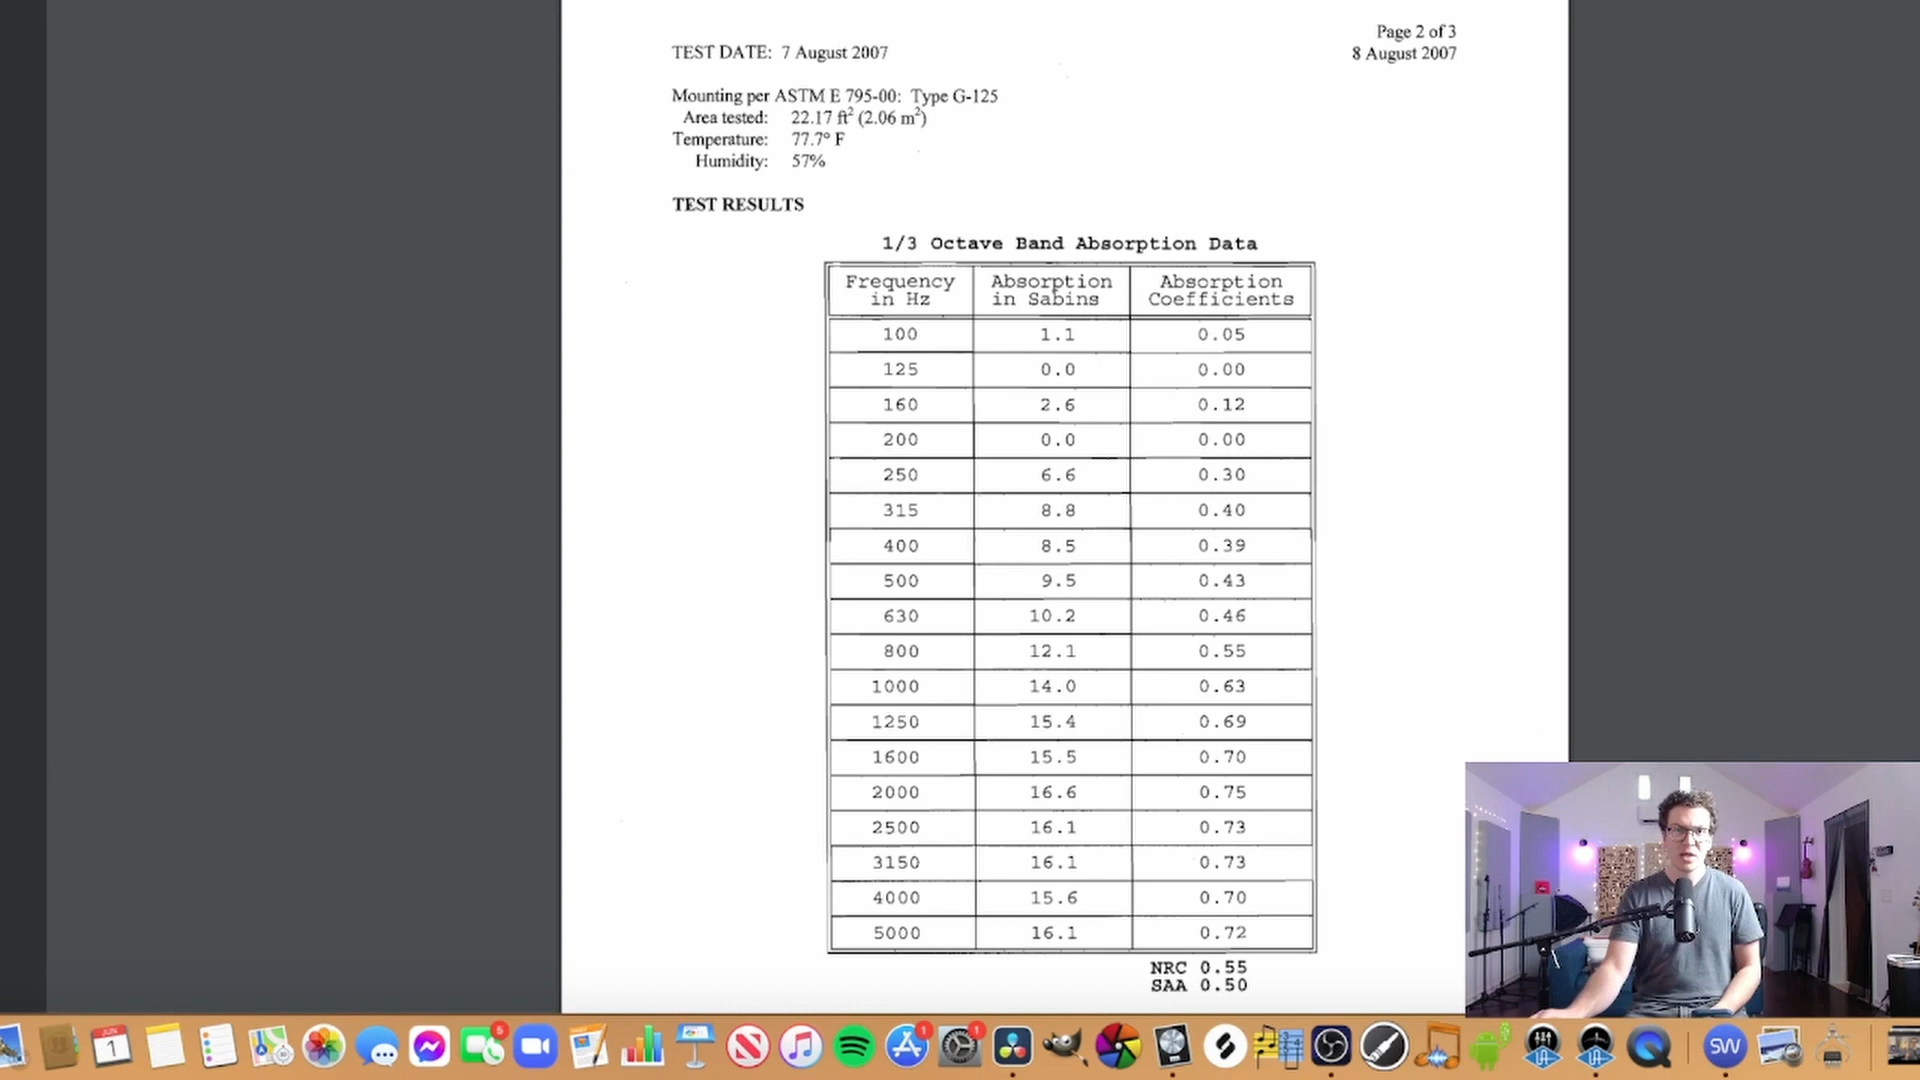 Page 2 of 3
TEST DATE: 7 August 2007
8 August 2007
Mounting per ASTM E 795-00: Type G-125
Area tested: 22.17 ft² (2.06 m²)
Temperature: 77.7° F
Humidity: 57%
TEST RESULTS
1/3 Octave Band Absorption Data
Frequency in Hz Absorption in Sabins Absorption Coefficients
100 1.1 0.05
125 0.0 0.00
160 2.6 0.12
200 0.0 0.00
250 6.6 0.30
315 8.8 0.40
400 8.5 0.39
500 9.5 0.43
630 10.2 0.46
800 12.1 0.55
1000 14.0 0.63
1250 15.4 0.69
1600 15.5 0.70
2000 16.6 0.75
2500 16.1 0.73
3150 16.1 0.73
4000 15.6 0.70
5000 16.1 0.72
NRC 0.55
SAA 0.50
JUN
1
5
1
1
SW